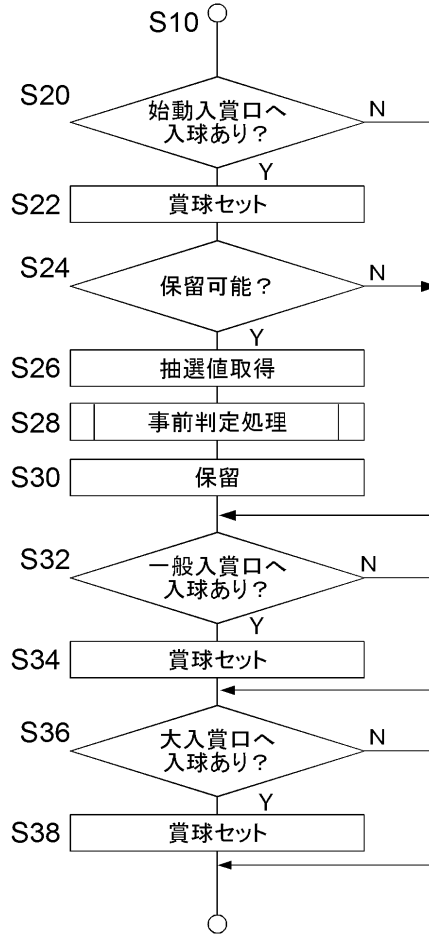 S10
S20
始動入賞口へ
入球あり？
N
Y
S22
賞球セット
S24
保留可能？
N
Y
S26
抽選値取得
S28
事前判定処理
S30
保留
S32
一般入賞口へ
入球あり？
N
Y
S34
賞球セット
S36
大入賞口へ
入球あり？
N
Y
S38
賞球セット